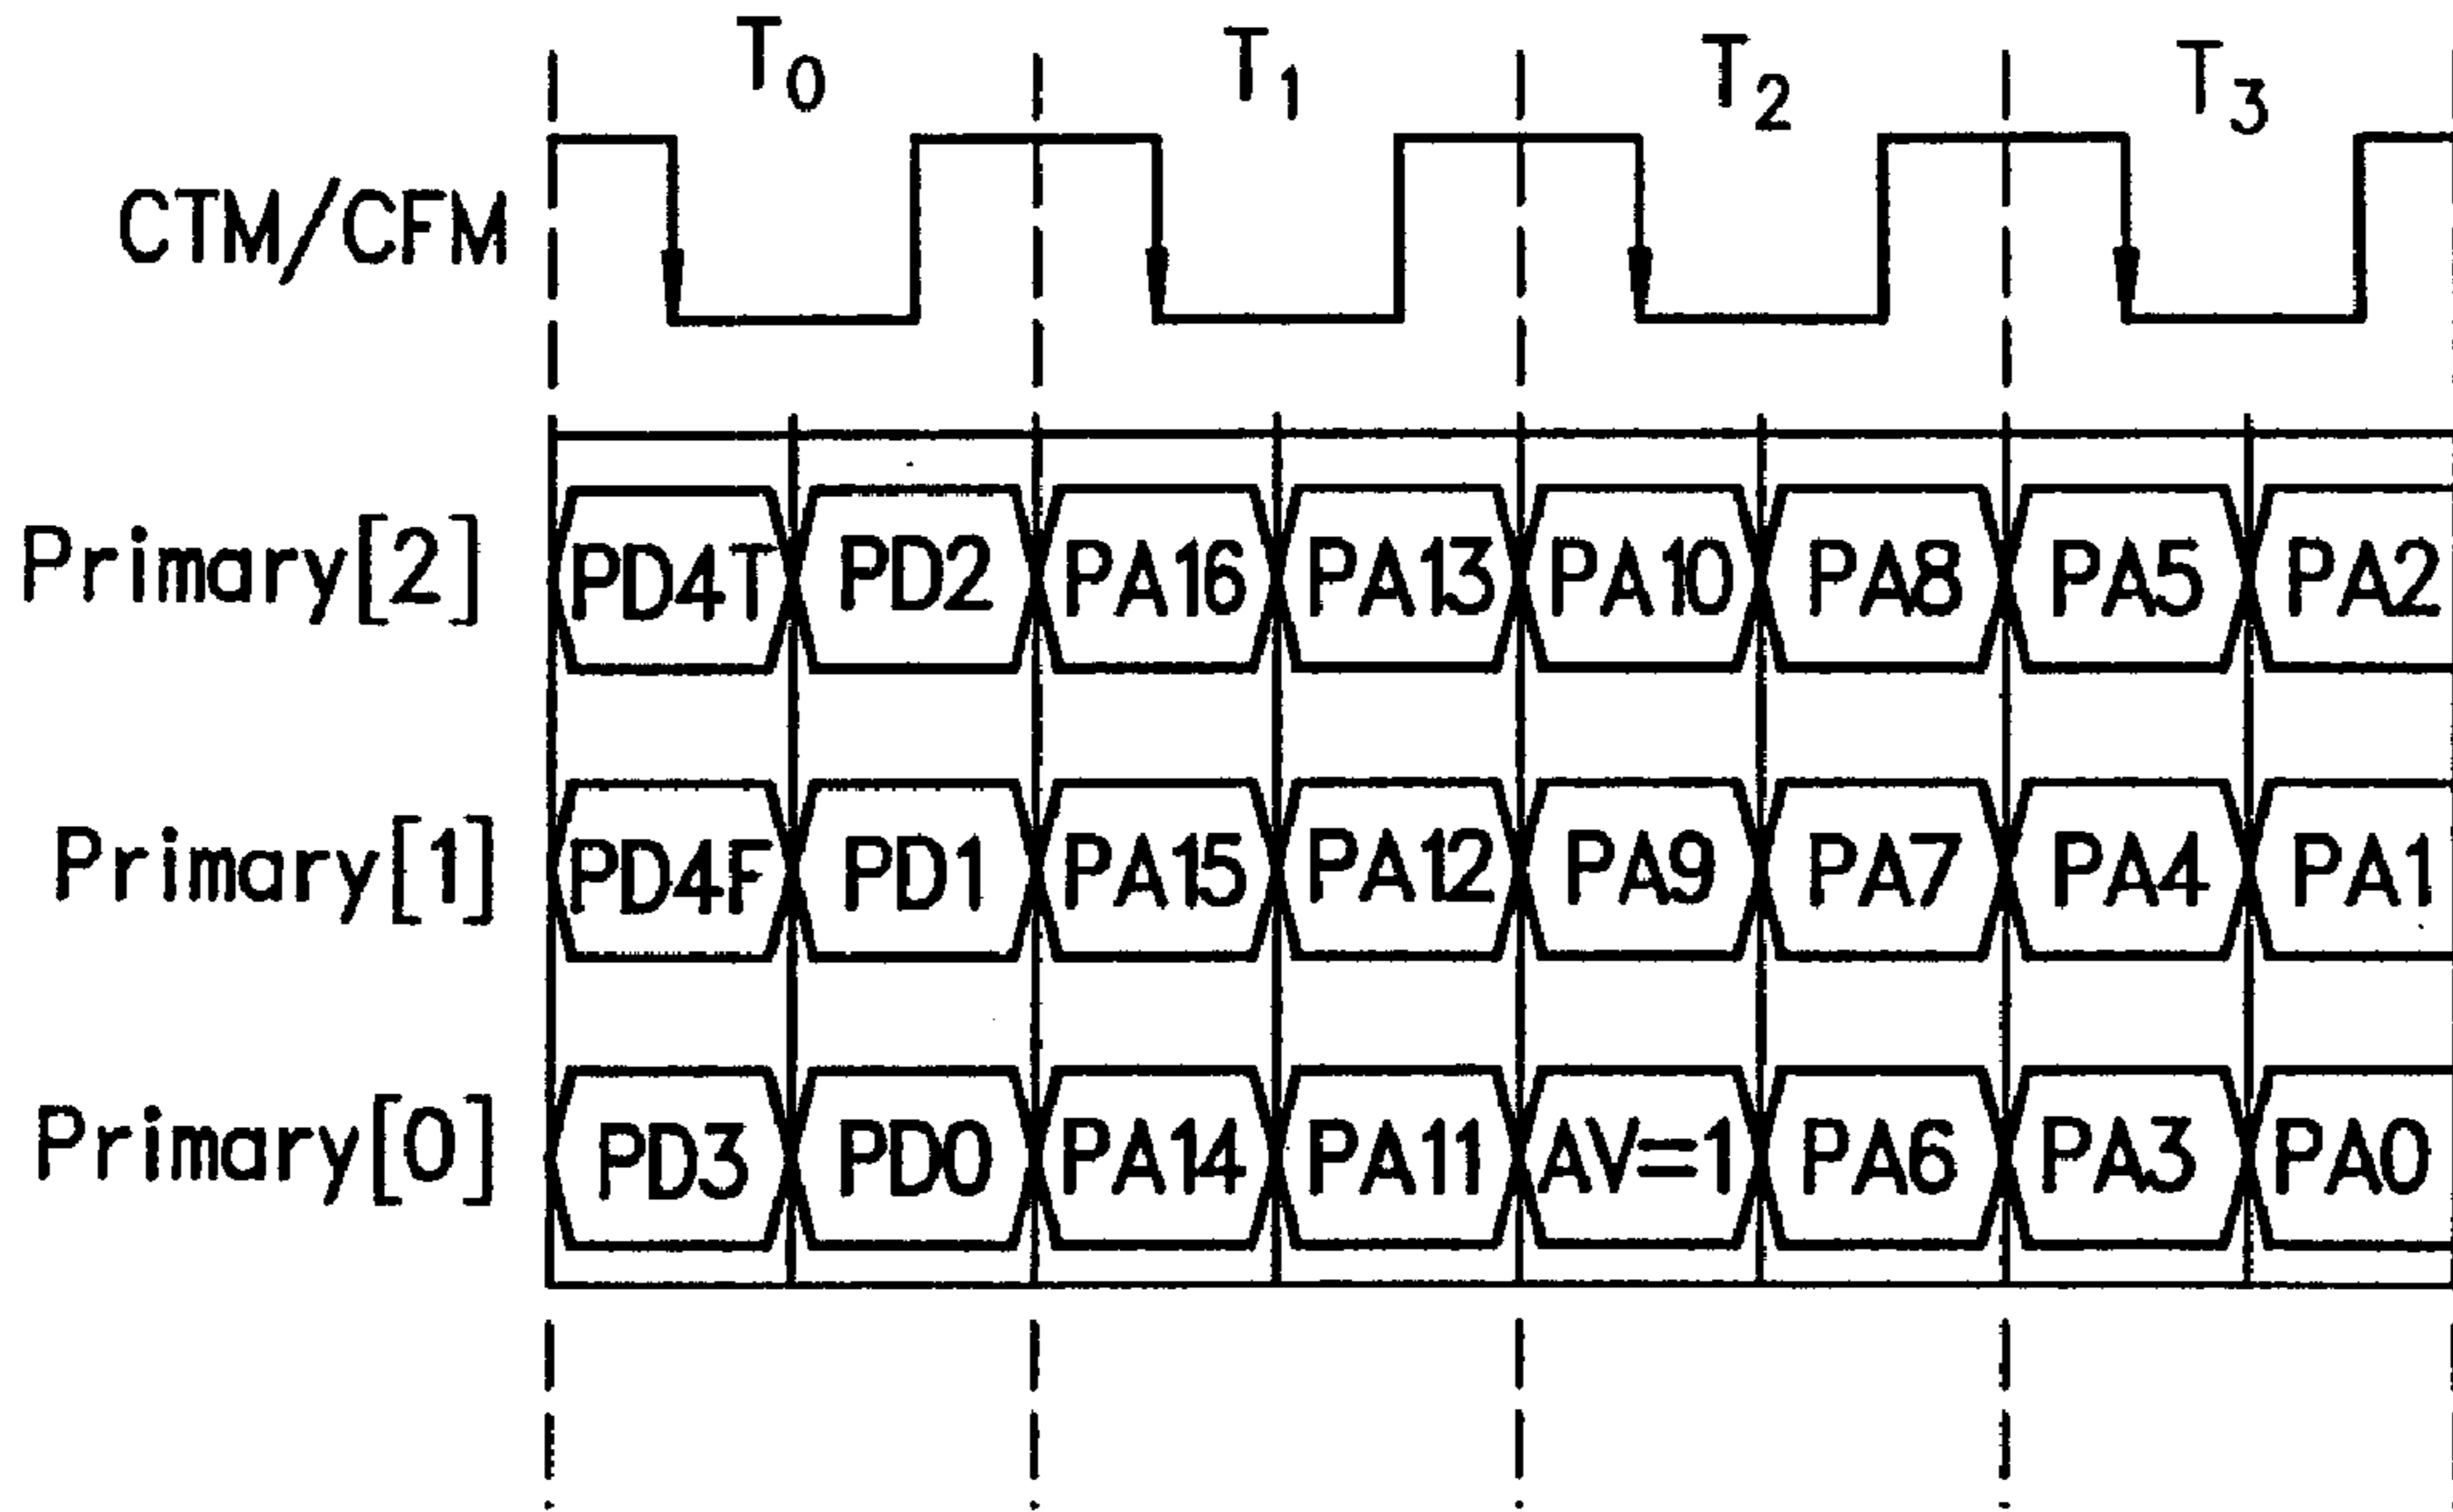 T0 T1 T2 T3
CTM/CFM
Primary[2] PD4T PD2 PA16 PA13 PA10 PA8 PA5 PA2
Primary[1] PD4F PD1 PA15 PA12 PA9 PA7 PA4 PA1
Primary[0] PD3 PD0 PA14 PA11 AV=1 PA6 PA3 PA0